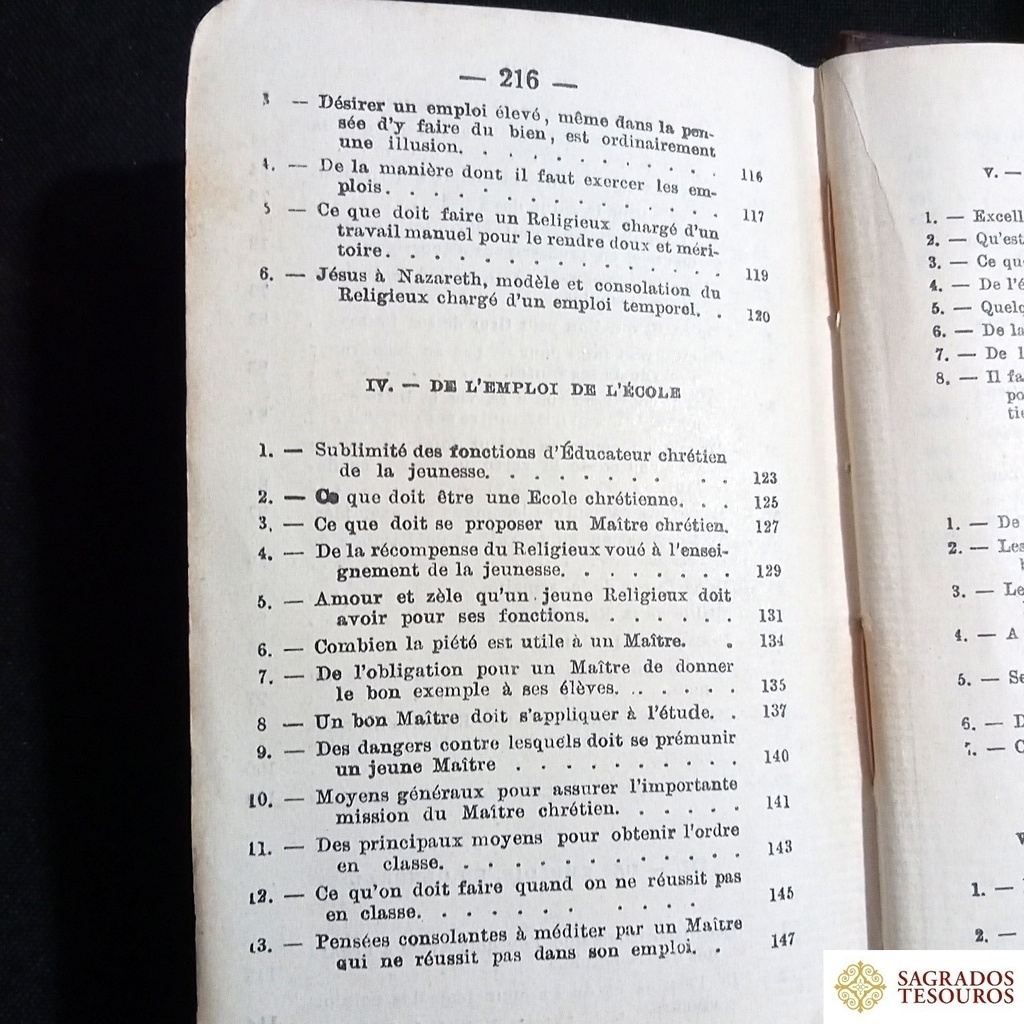 — 216 —
3 — Désirer un emploi élevé, même dans la pen-
sée d'y faire du bien, est ordinairement
une illusion. . . . . . . . . . 116
4. — De la manière dont il faut exercer les em-
plois. . . . . . . . . . . . . 117
5 — Ce que doit faire un Religieux chargé d'un
travail manuel pour le rendre doux et méri-
toire. . . . . . . . . . . . . 119
6. — Jésus à Nazareth, modèle et consolation du
Religieux chargé d'un emploi temporel. . 120
IV. — DE L'EMPLOI DE L'ÉCOLE
1. — Sublimité des fonctions d'Éducateur chrétien
de la jeunesse. . . . . . . . . 123
2. — Ce que doit être une Ecole chrétienne. . . 125
3. — Ce que doit se proposer un Maître chrétien. 127
4. — De la récompense du Religieux voué à l'ensei-
gnement de la jeunesse. . . . . . . 129
5. — Amour et zèle qu'un jeune Religieux doit
avoir pour ses fonctions. . . . . . 131
6. — Combien la piété est utile à un Maître. . 134
7. — De l'obligation pour un Maître de donner
le bon exemple à ses élèves. . . . . . 135
8 — Un bon Maître doit s'appliquer à l'étude. . 137
9. — Des dangers contre lesquels doit se prémunir
un jeune Maître . . . . . . . . . 140
10. — Moyens généraux pour assurer l'importante
mission du Maître chrétien. . . . . . 141
11. — Des principaux moyens pour obtenir l'ordre
en classe. . . . . . . . . . . . 143
12. — Ce qu'on doit faire quand on ne réussit pas
en classe. . . . . . . . . . . 145
13. — Pensées consolantes à méditer par un Maître
qui ne réussit pas dans son emploi. . 147
V. —
1. — Excell
2. — Qu'est
3. — Ce qu
4. — De l'é
5. — Quelq
6. — De la
7. — De l
8. — Il fa
po
tie
1. — De
2. — Les
3. — Le
4. — A
5. — Se
6. — D
7. — C
1. —
2. —
SAGRADOS
TESOUROS